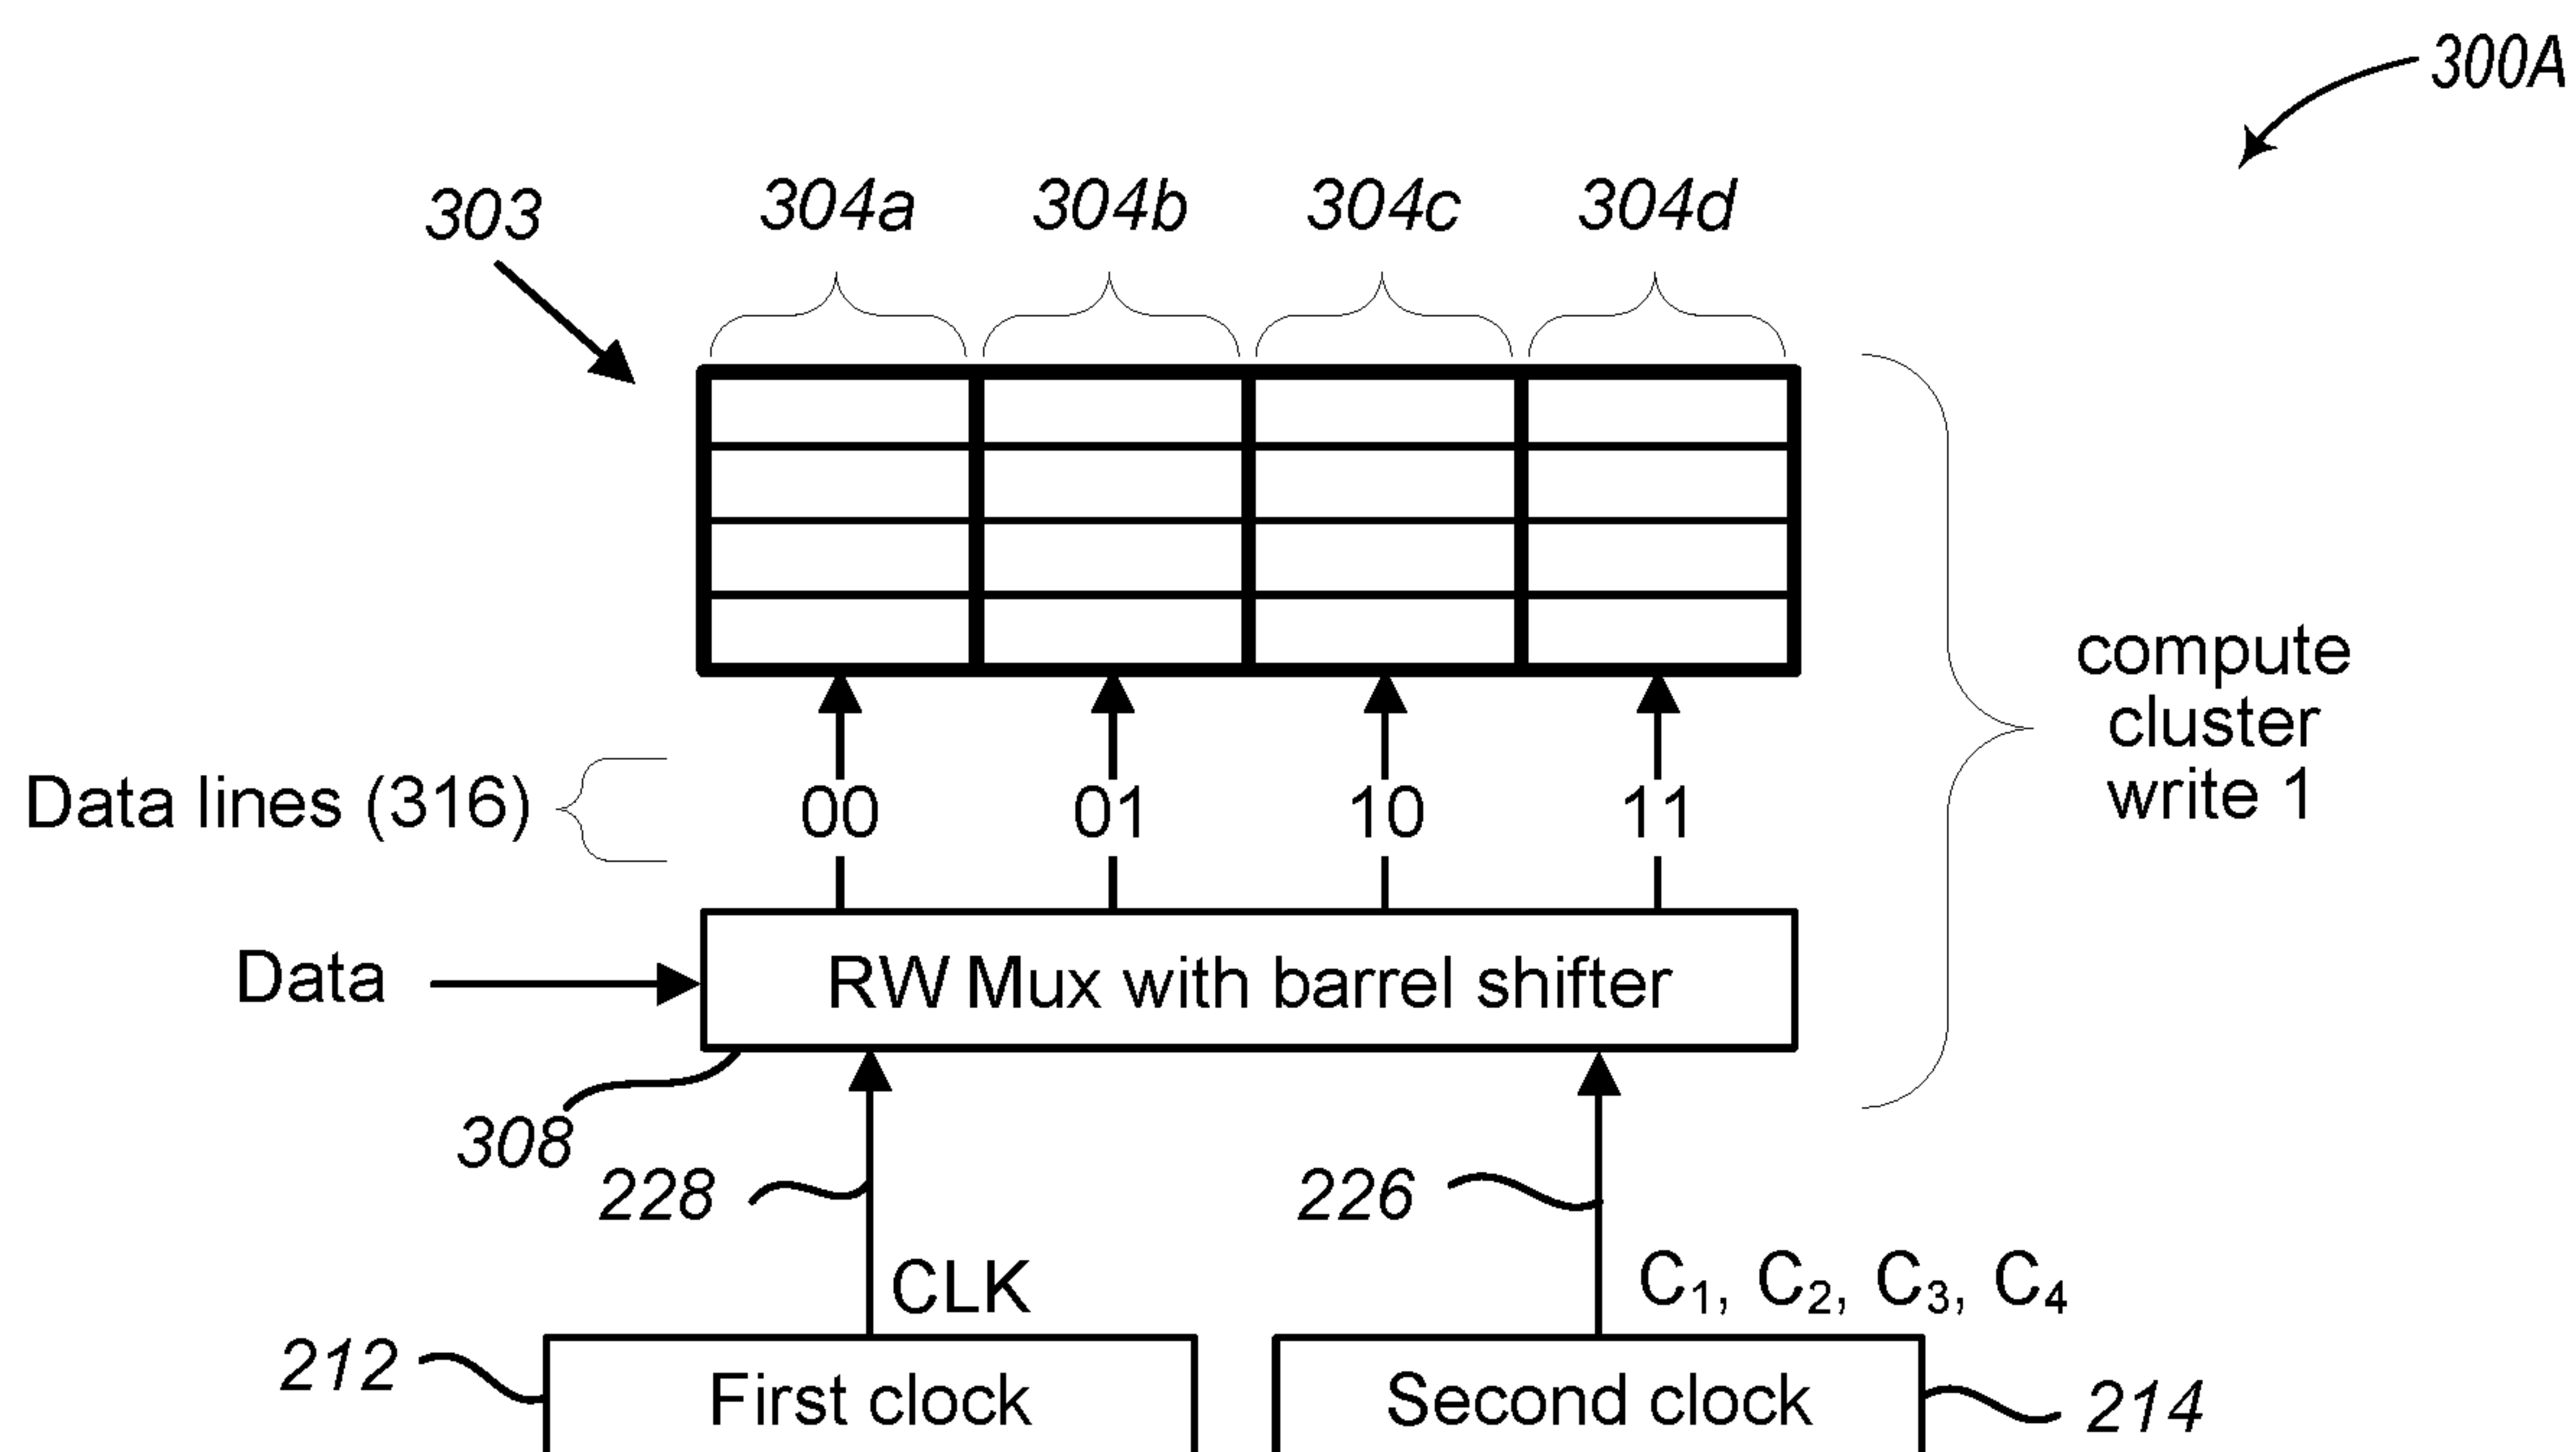 300A
303 304a 304b 304c 304d
compute
cluster
write 1
Data lines (316) 00 01 10 11
Data RW Mux with barrel shifter
308
228 226
CLK C₁, C₂, C₃, C₄
212 First clock Second clock 214